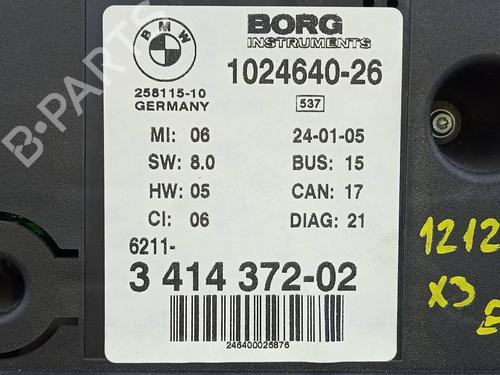 BMW
BORG
INSTRUMENTS
1024640-26
258115-10
GERMANY
537
MI: 06 24-01-05
SW: 8.0 BUS: 15
HW: 05 CAN: 17
CI: 06 DIAG: 21
6211-
3 414 372-02
246400026876
1212
X3
E
B-PARTS